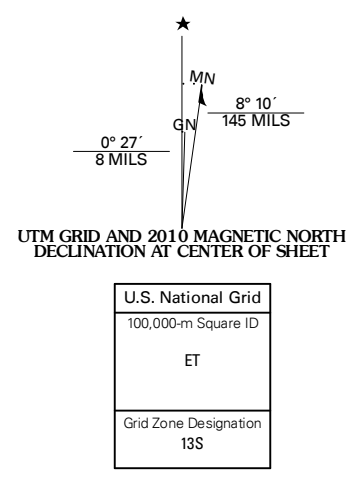 ★
MN
GN
8° 10´
145 MILS
0° 27´
8 MILS
UTM GRID AND 2010 MAGNETIC NORTH
DECLINATION AT CENTER OF SHEET
U.S. National Grid
100,000-m Square ID
ET
Grid Zone Designation
13S